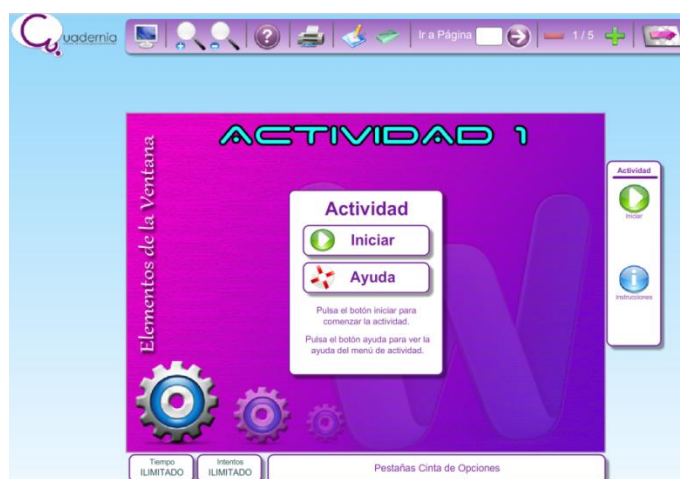 Cuadernia
Ir a Página
1/5
ACTIVIDAD 1
Elementos de la Ventana
Actividad
Iniciar
Ayuda
Pulsa el botón iniciar para
comenzar la actividad.
Pulsa el botón ayuda para ver la
ayuda del menú de actividad.
Actividad
Iniciar
Instrucciones
Tiempo
ILIMITADO
Intentos
ILIMITADO
Pestañas Cinta de Opciones